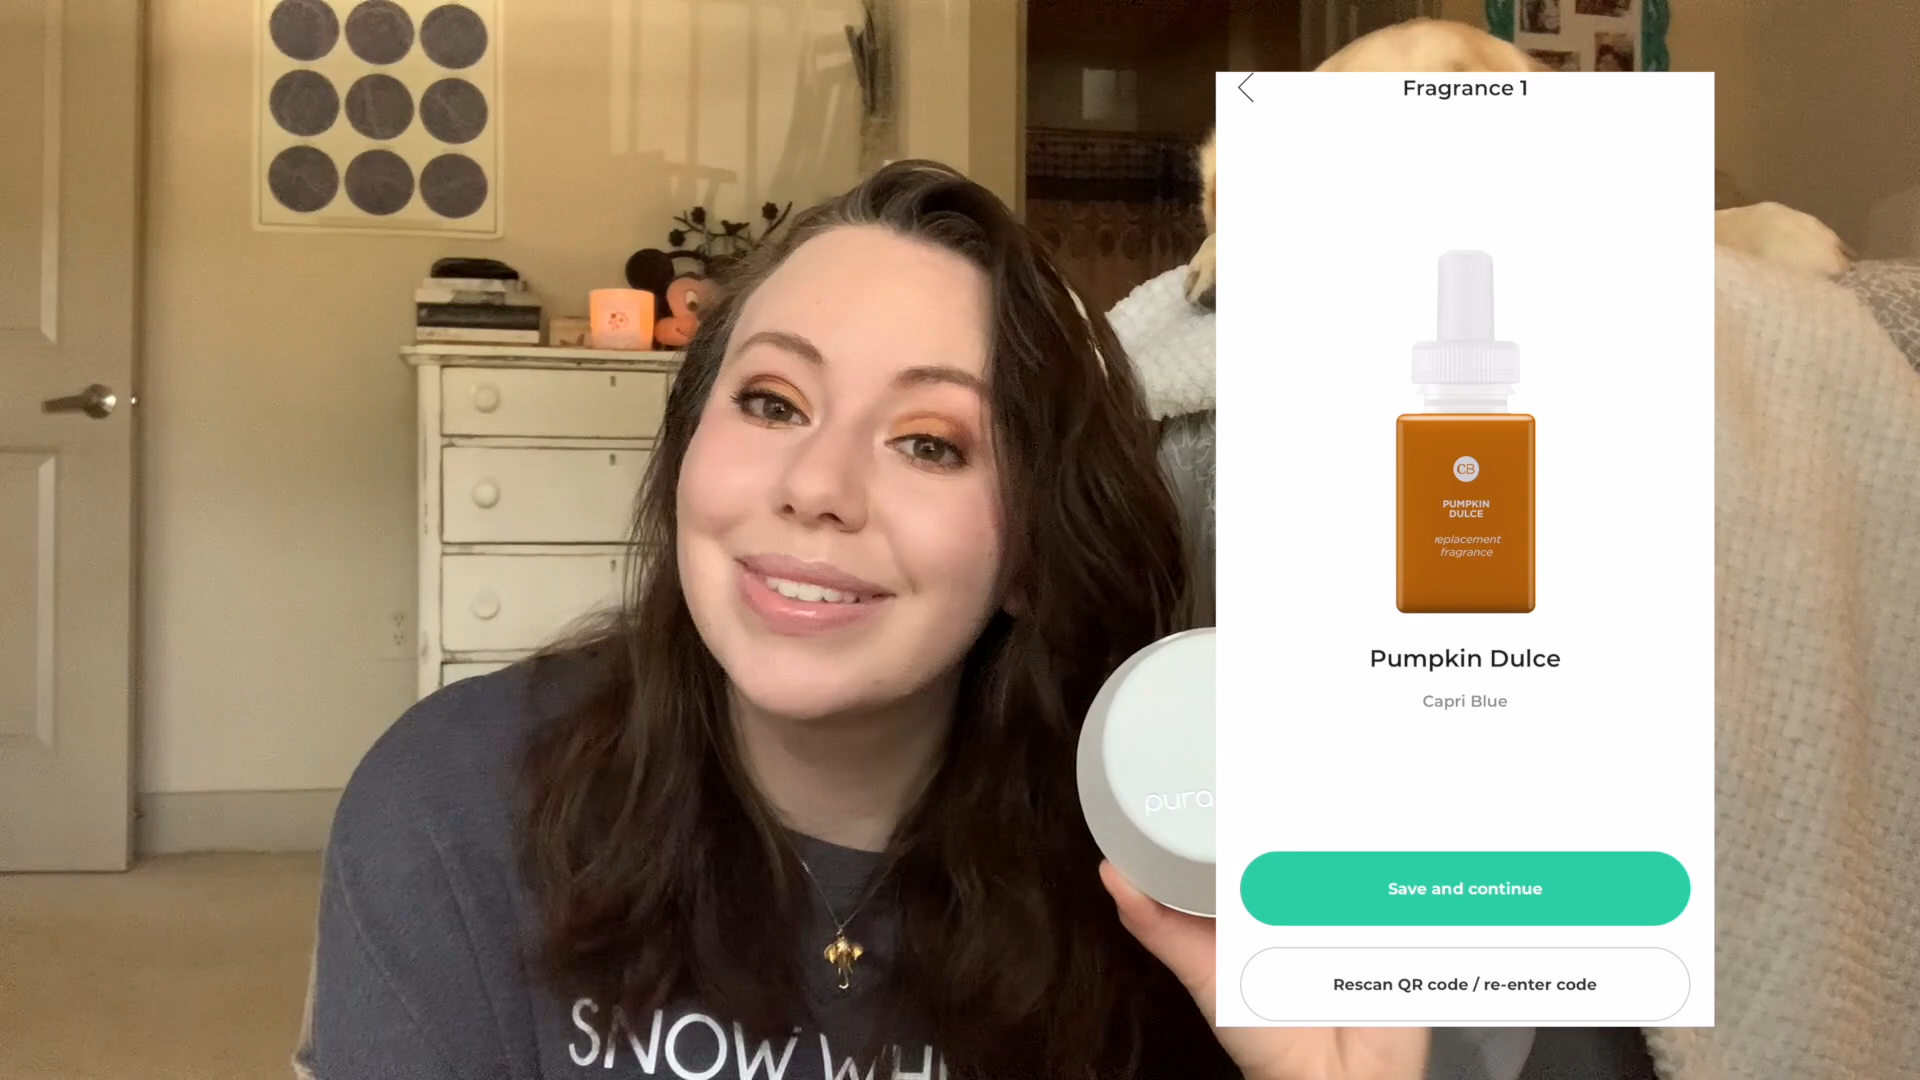 Fragrance 1
CB
PUMPKIN
DULCE
replacement
fragrance
Pumpkin Dulce
Capri Blue
Save and continue
Rescan QR code / re-enter code
pura
SNOW WHI